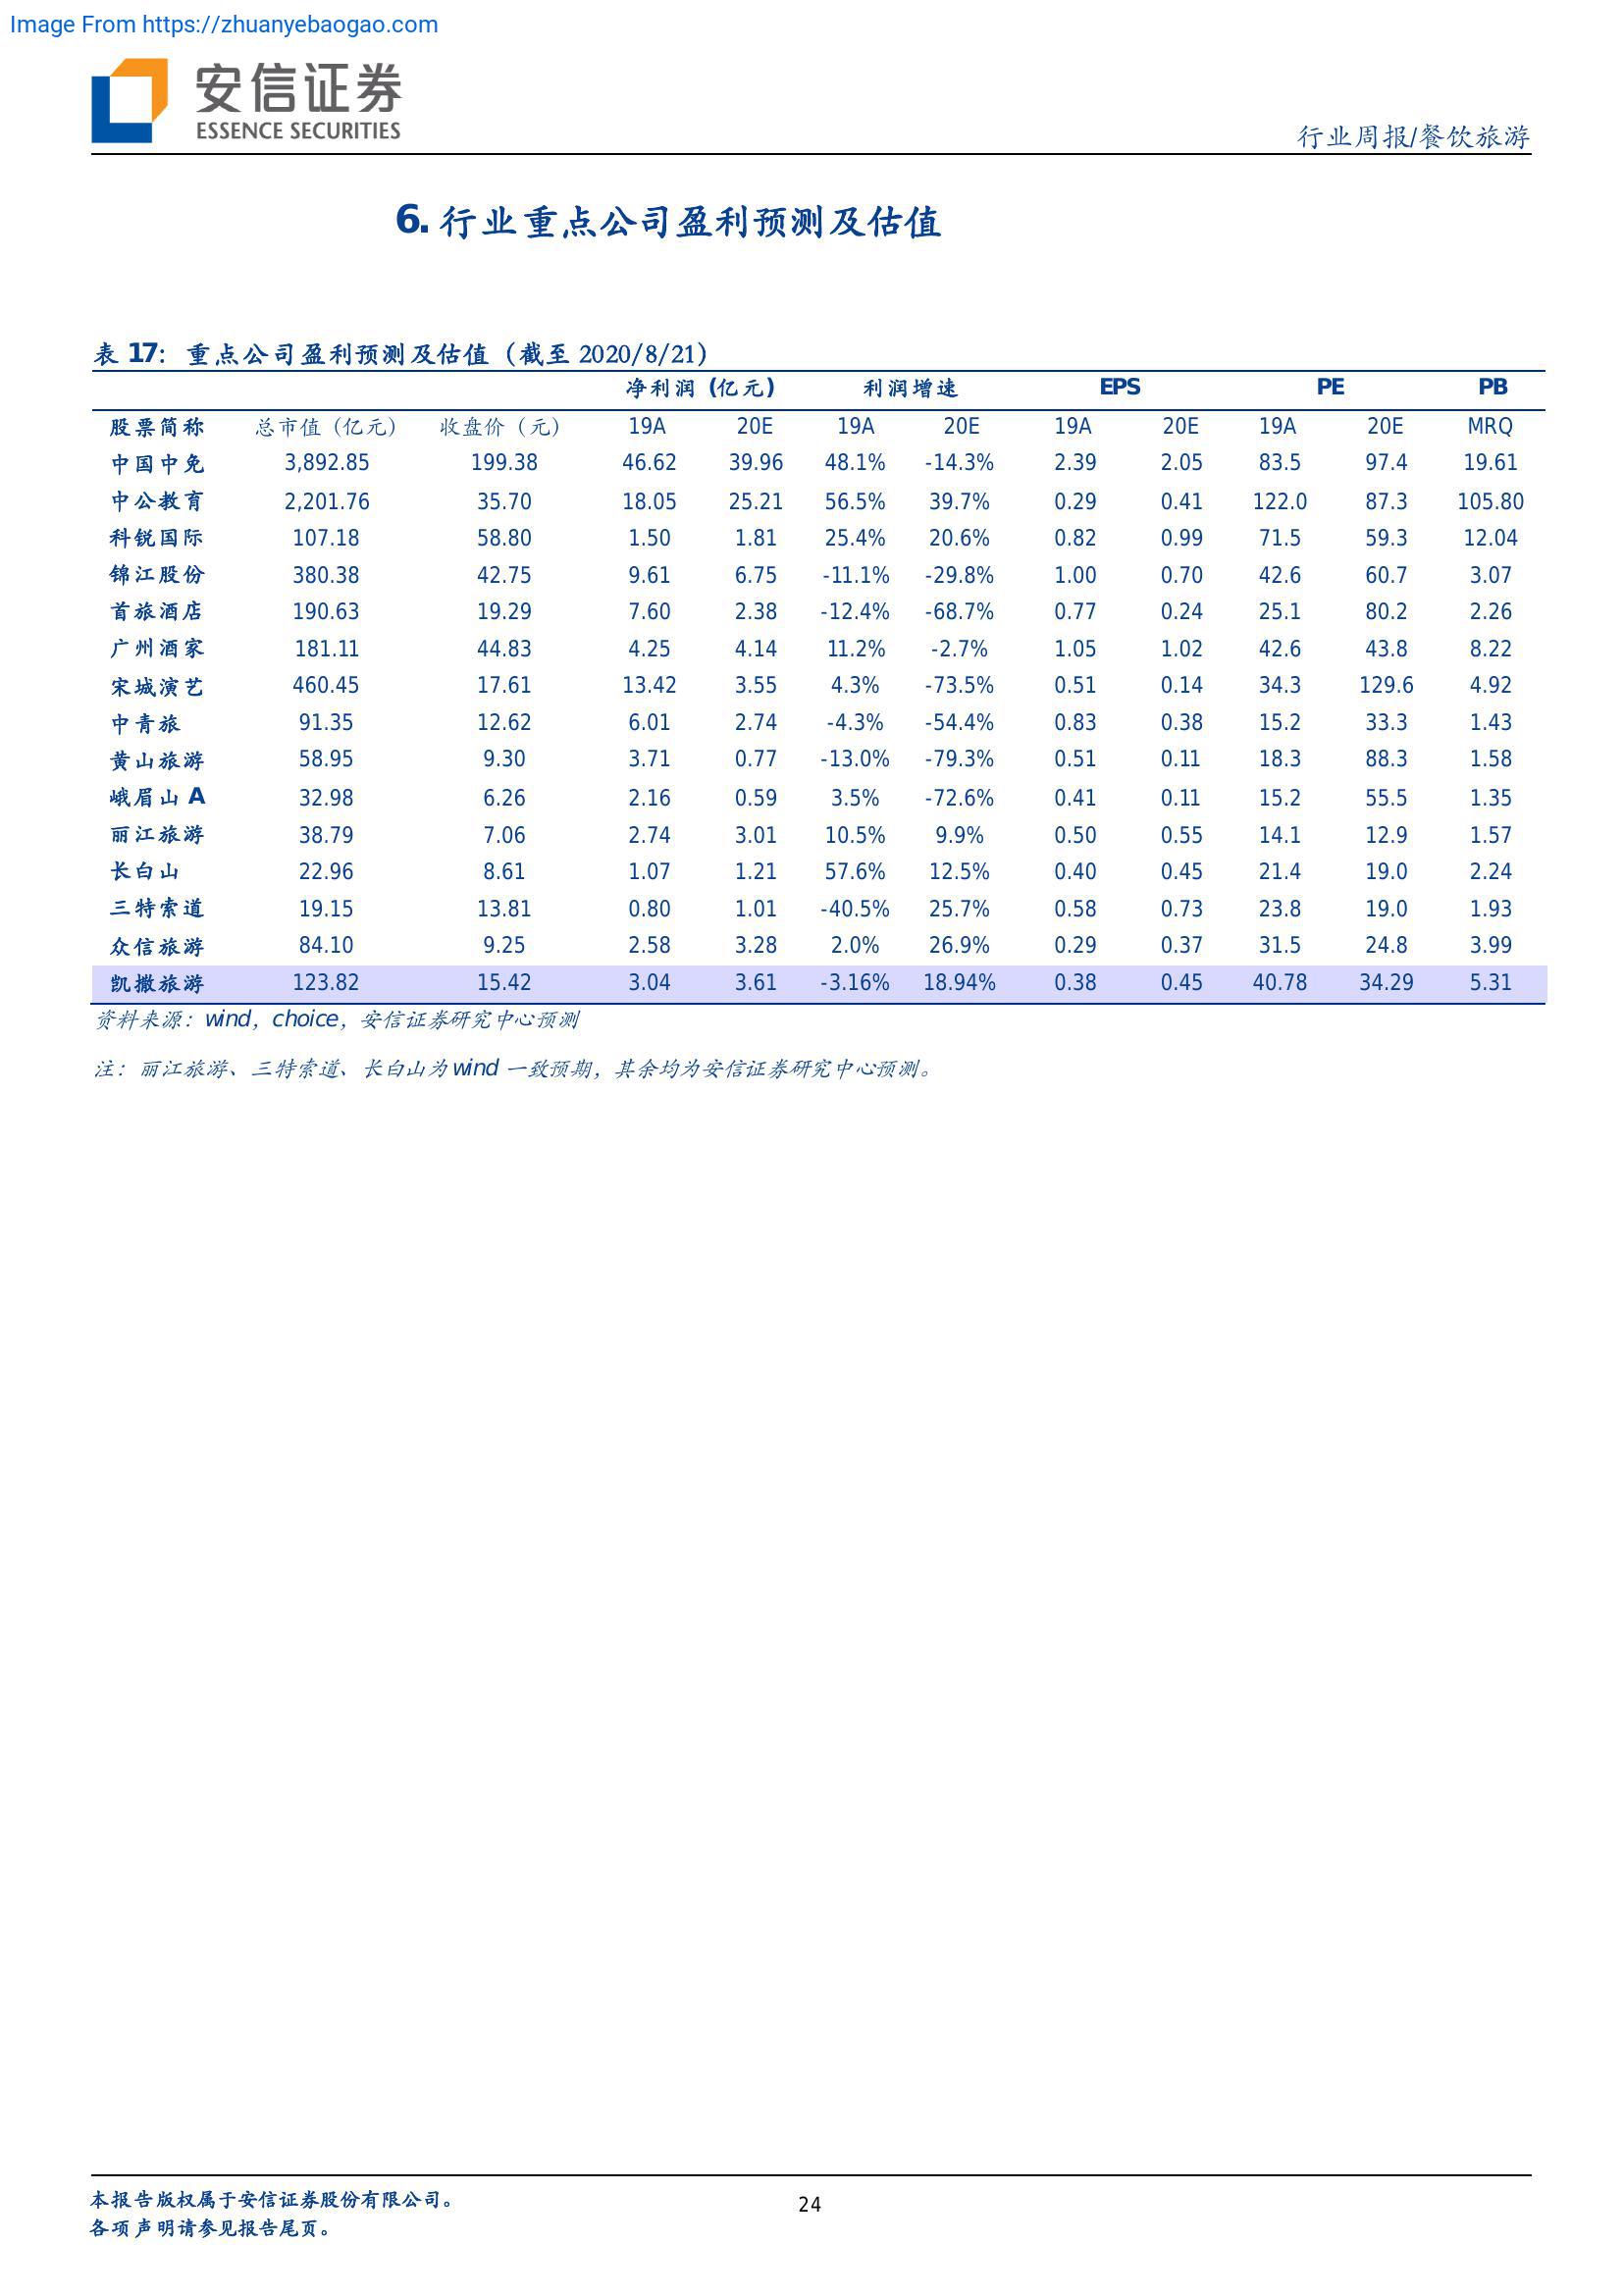 Image From https://zhuanyebaogao.com
安信证券
ESSENCE SECURITIES
行业周报/餐饮旅游
6. 行业重点公司盈利预测及估值
表 17：重点公司盈利预测及估值（截至 2020/8/21）
净利润（亿元） 利润增速 EPS PE PB
股票简称 总市值（亿元） 收盘价（元） 19A 20E 19A 20E 19A 20E 19A 20E MRQ
中国中免 3,892.85 199.38 46.62 39.96 48.1% -14.3% 2.39 2.05 83.5 97.4 19.61
中公教育 2,201.76 35.70 18.05 25.21 56.5% 39.7% 0.29 0.41 122.0 87.3 105.80
科锐国际 107.18 58.80 1.50 1.81 25.4% 20.6% 0.82 0.99 71.5 59.3 12.04
锦江股份 380.38 42.75 9.61 6.75 -11.1% -29.8% 1.00 0.70 42.6 60.7 3.07
首旅酒店 190.63 19.29 7.60 2.38 -12.4% -68.7% 0.77 0.24 25.1 80.2 2.26
广州酒家 181.11 44.83 4.25 4.14 11.2% -2.7% 1.05 1.02 42.6 43.8 8.22
宋城演艺 460.45 17.61 13.42 3.55 4.3% -73.5% 0.51 0.14 34.3 129.6 4.92
中青旅 91.35 12.62 6.01 2.74 -4.3% -54.4% 0.83 0.38 15.2 33.3 1.43
黄山旅游 58.95 9.30 3.71 0.77 -13.0% -79.3% 0.51 0.11 18.3 88.3 1.58
峨眉山 A 32.98 6.26 2.16 0.59 3.5% -72.6% 0.41 0.11 15.2 55.5 1.35
丽江旅游 38.79 7.06 2.74 3.01 10.5% 9.9% 0.50 0.55 14.1 12.9 1.57
长白山 22.96 8.61 1.07 1.21 57.6% 12.5% 0.40 0.45 21.4 19.0 2.24
三特索道 19.15 13.81 0.80 1.01 -40.5% 25.7% 0.58 0.73 23.8 19.0 1.93
众信旅游 84.10 9.25 2.58 3.28 2.0% 26.9% 0.29 0.37 31.5 24.8 3.99
凯撒旅游 123.82 15.42 3.04 3.61 -3.16% 18.94% 0.38 0.45 40.78 34.29 5.31
资料来源：wind，choice，安信证券研究中心预测
注：丽江旅游、三特索道、长白山为 wind 一致预期，其余均为安信证券研究中心预测。
本报告版权属于安信证券股份有限公司。
各项声明请参见报告尾页。
24